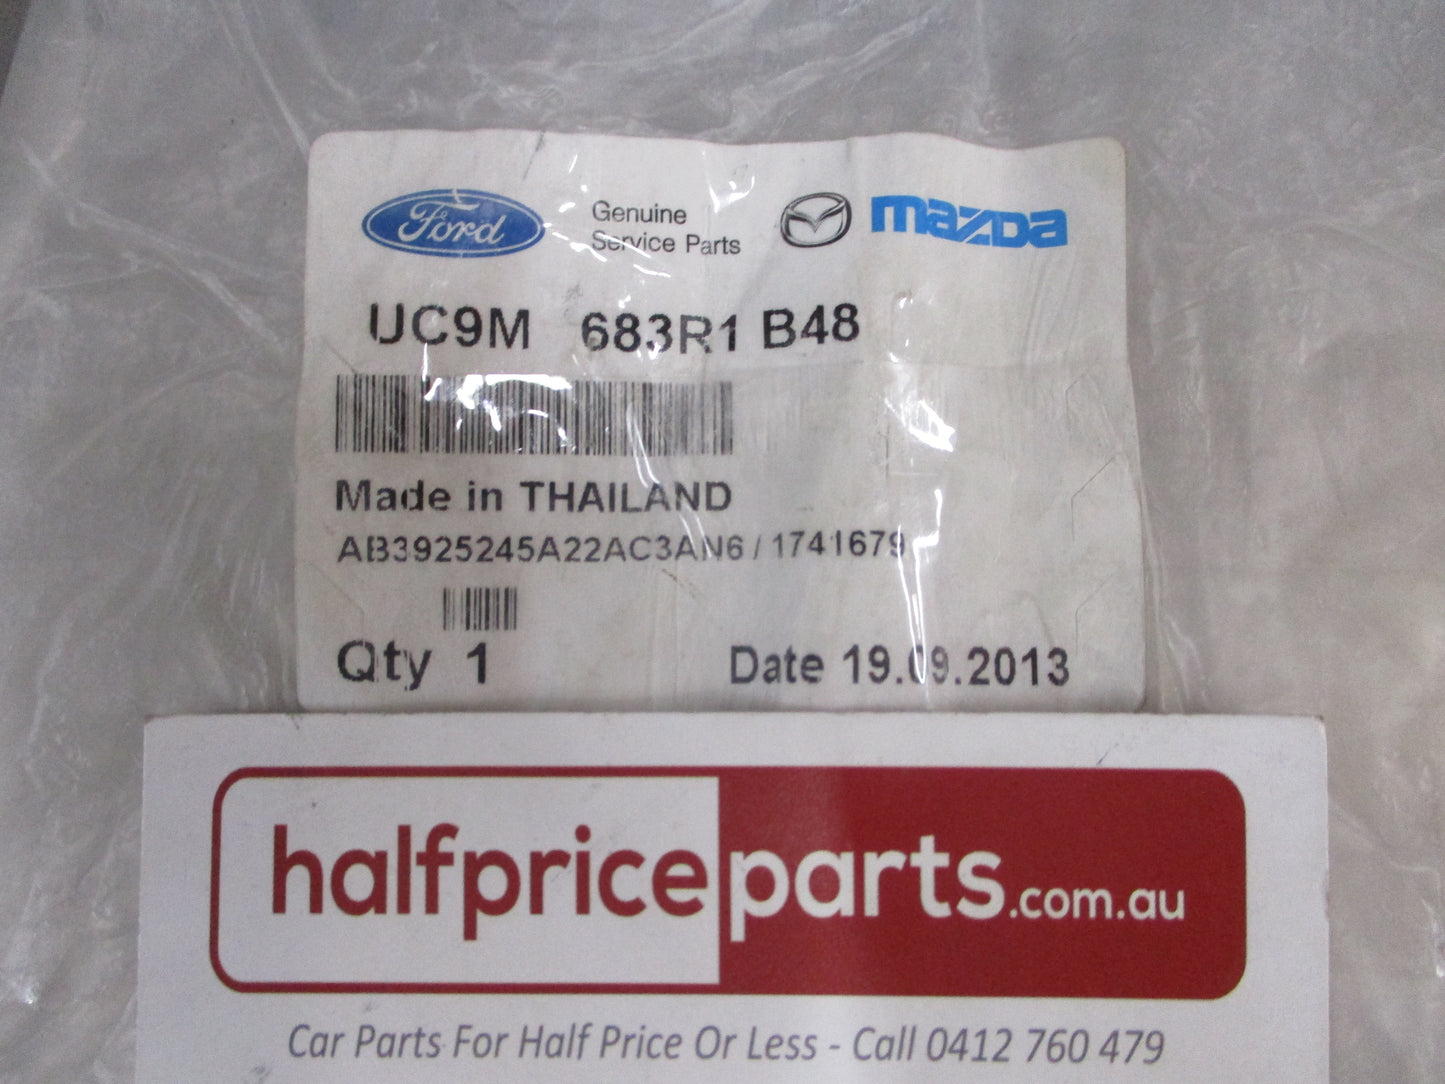 Ford
Genuine
Service Parts
mazda
UC9M 683R1 B48
Made in THAILAND
AB3925245A22AC3AN6 / 1741679
Qty 1
Date 19.09.2013
halfpriceparts.com.au
Car Parts For Half Price Or Less - Call 0412 760 479